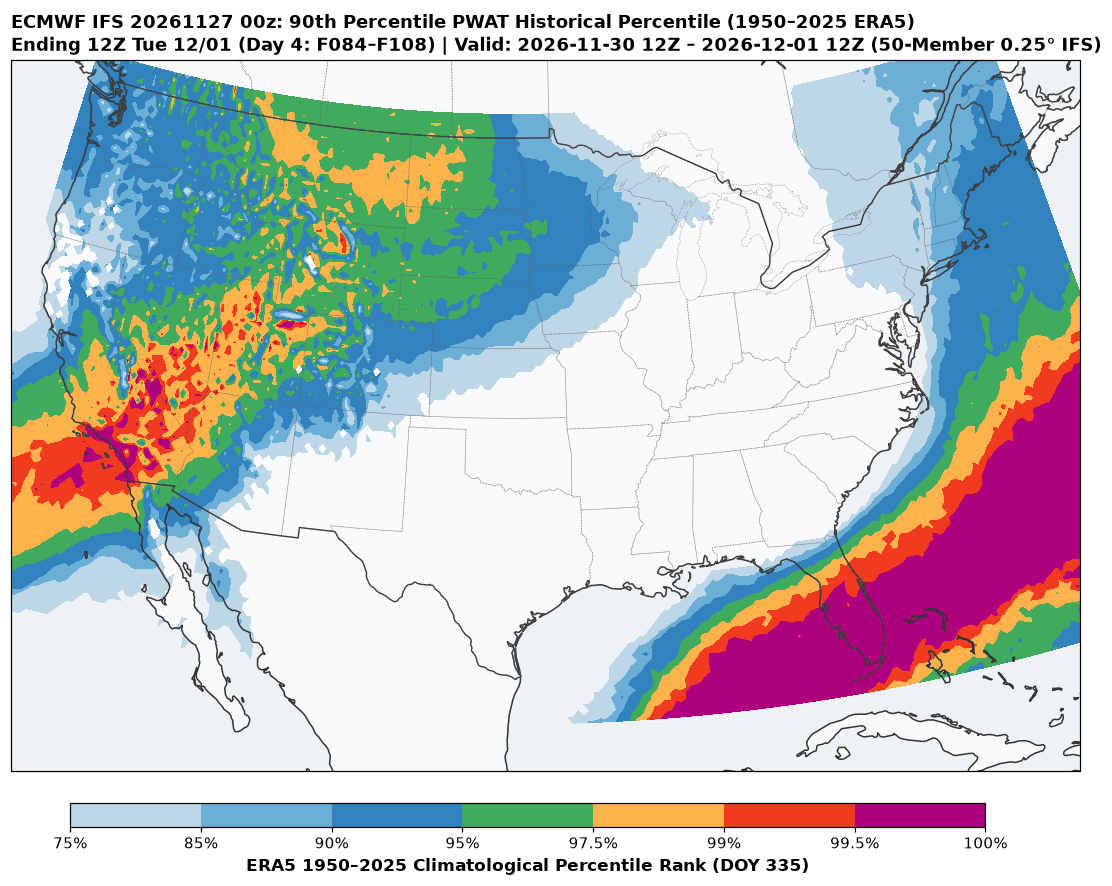 ECMWF IFS 20261127 00z: 90th Percentile PWAT Historical Percentile (1950–2025 ERA5)
Ending 12Z Tue 12/01 (Day 4: F084–F108) | Valid: 2026-11-30 12Z – 2026-12-01 12Z (50-Member 0.25° IFS)
75% 85% 90% 95% 97.5% 99% 99.5% 100%
ERA5 1950–2025 Climatological Percentile Rank (DOY 335)